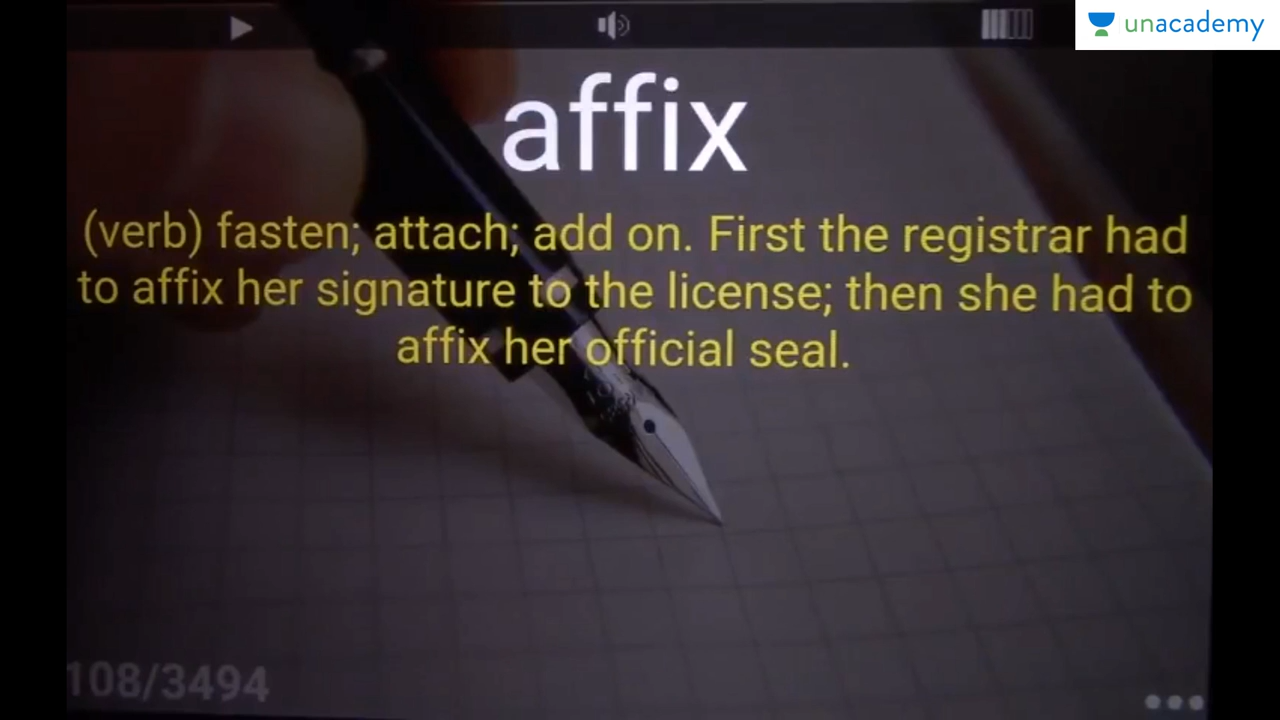 unacademy
affix
(verb) fasten; attach; add on. First the registrar had
to affix her signature to the license; then she had to
affix her official seal.
108/3494